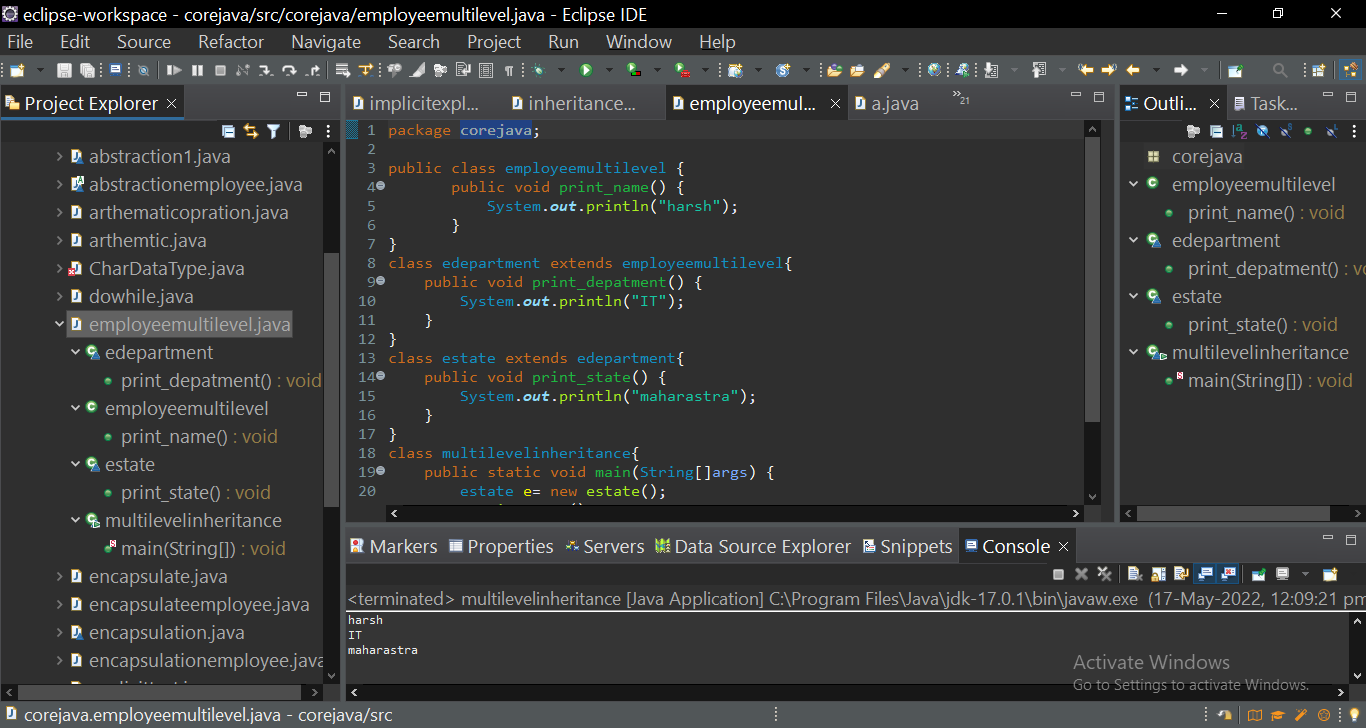 eclipse-workspace - corejava/src/corejava/employeemultilevel.java - Eclipse IDE
File Edit Source Refactor Navigate Search Project Run Window Help
Project Explorer
abstraction1.java
abstractionemployee.java
arthematicopration.java
arthemtic.java
CharDataType.java
dowhile.java
employeemultilevel.java
edepartment
print_depatment() : void
employeemultilevel
print_name() : void
estate
print_state() : void
multilevelinheritance
main(String[]) : void
encapsulate.java
encapsulateemployee.java
encapsulation.java
encapsulationemployee.java
implicitexpl... inheritance... employeemul... a.java »21
1 package corejava;
2
3 public class employeemultilevel {
4 public void print_name() {
5 System.out.println("harsh");
6 }
7 }
8 class edepartment extends employeemultilevel{
9 public void print_depatment() {
10 System.out.println("IT");
11 }
12 }
13 class estate extends edepartment{
14 public void print_state() {
15 System.out.println("maharastra");
16 }
17 }
18 class multilevelinheritance{
19 public static void main(String[]args) {
20 estate e= new estate();
Outli... Task...
corejava
employeemultilevel
print_name() : void
edepartment
print_depatment() : vo
estate
print_state() : void
multilevelinheritance
main(String[]) : void
Markers Properties Servers Data Source Explorer Snippets Console
<terminated> multilevelinheritance [Java Application] C:\Program Files\Java\jdk-17.0.1\bin\javaw.exe (17-May-2022, 12:09:21 pm
harsh
IT
maharastra
Activate Windows
Go to Settings to activate Windows.
corejava.employeemultilevel.java - corejava/src